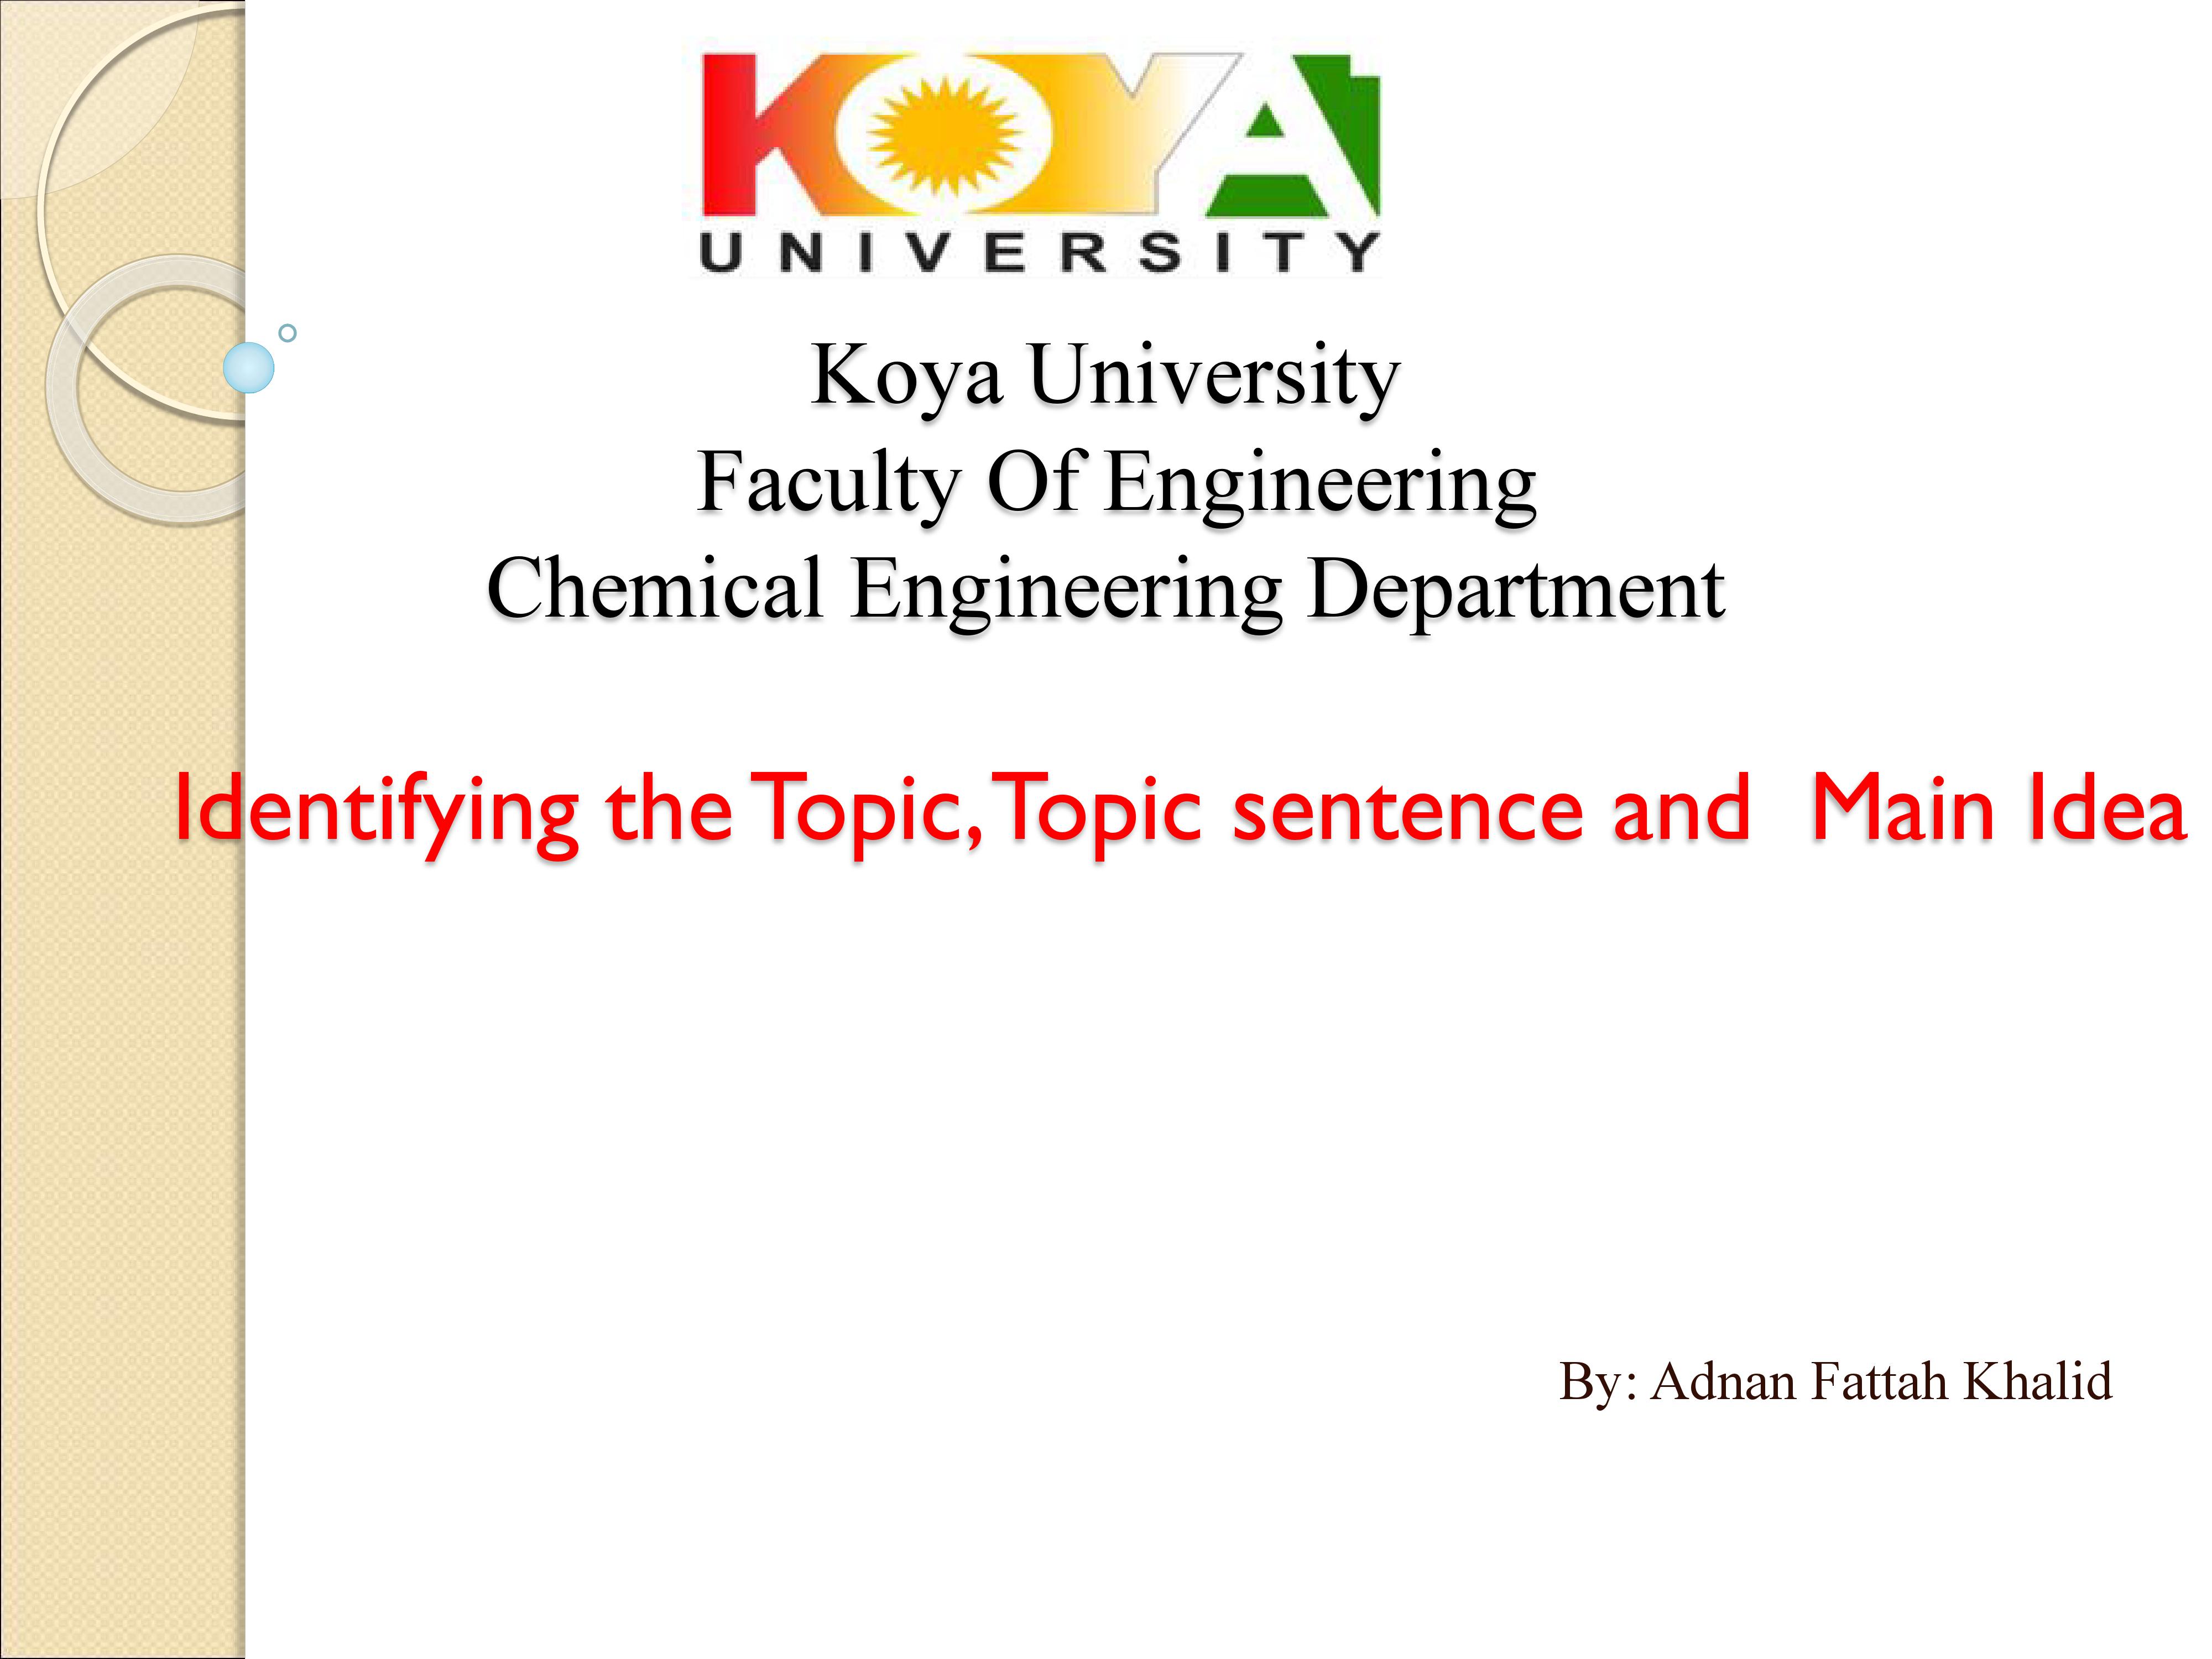 KOYA
UNIVERSITY
Koya University
Faculty Of Engineering
Chemical Engineering Department
Identifying the Topic, Topic sentence and Main Idea
By: Adnan Fattah Khalid